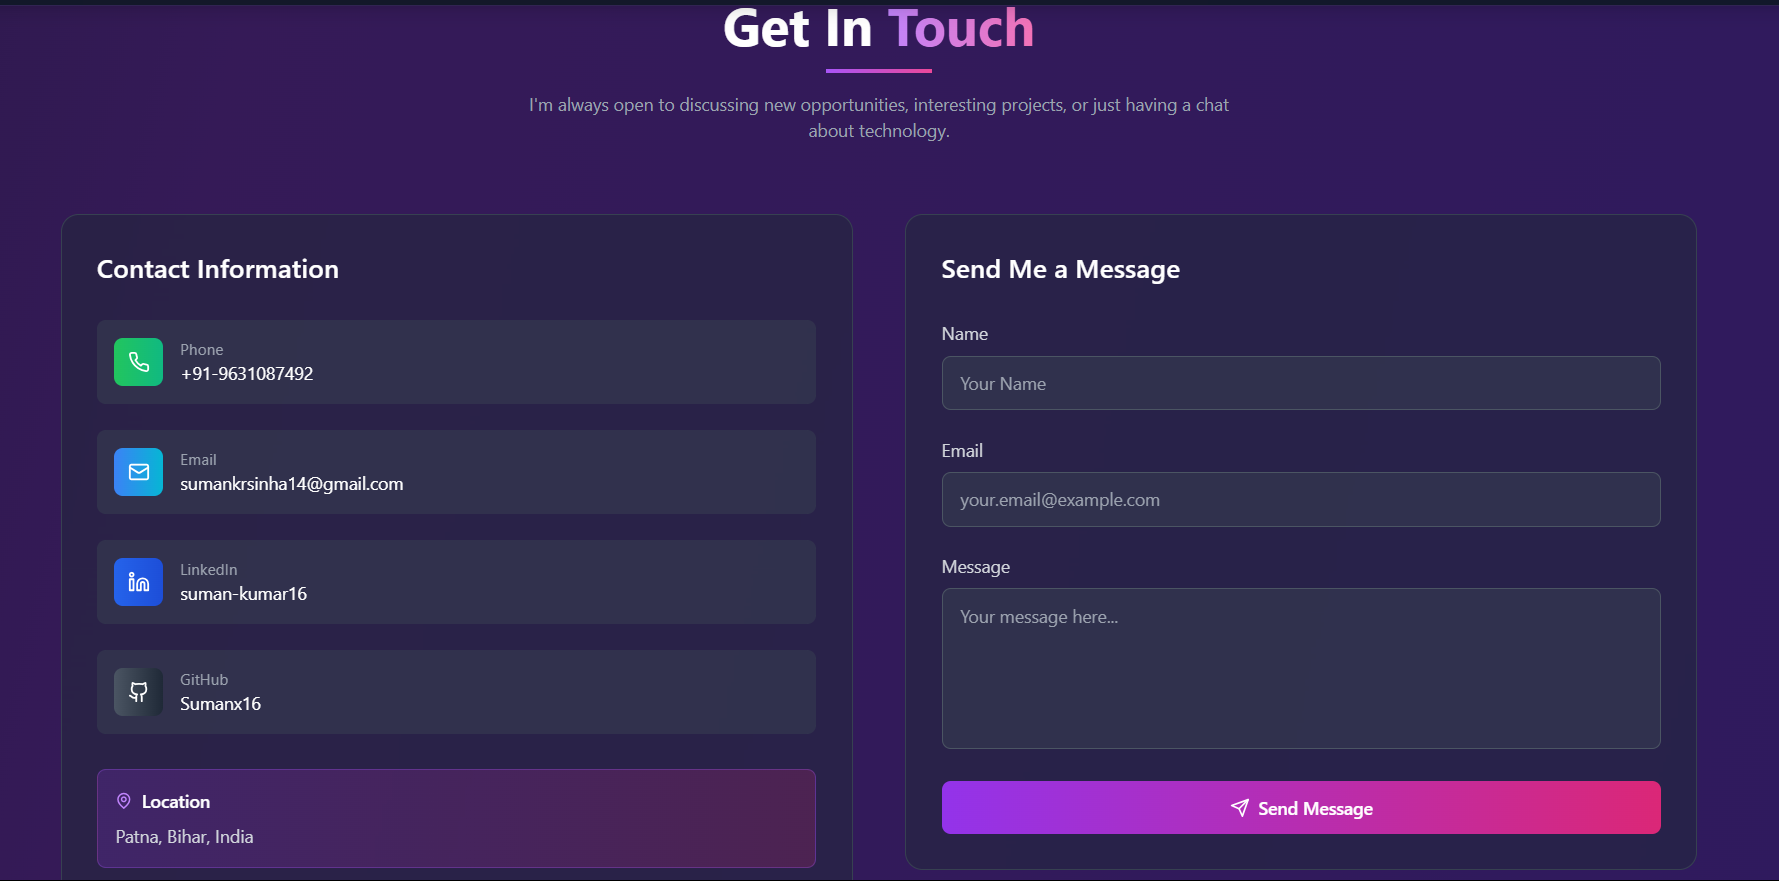 Get In Touch
I'm always open to discussing new opportunities, interesting projects, or just having a chat
about technology.
Contact Information
Phone
+91-9631087492
Email
sumankrsinha14@gmail.com
LinkedIn
suman-kumar16
GitHub
Sumanx16
Location
Patna, Bihar, India
Send Me a Message
Name
Your Name
Email
your.email@example.com
Message
Your message here...
Send Message